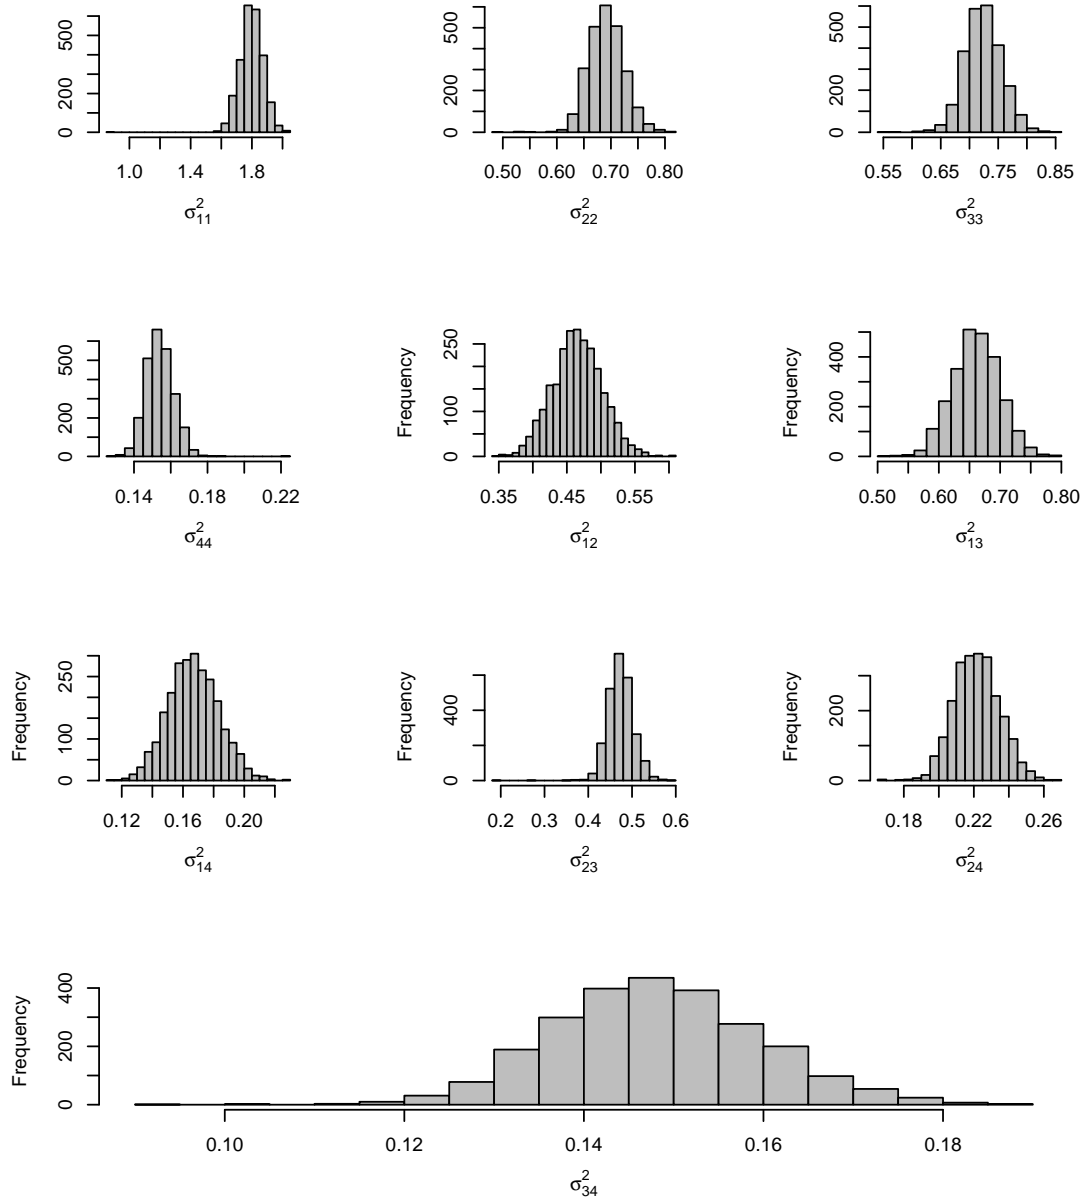 0 200 500
1.0 1.4 1.8
σ²₁₁
0 200 500
0.50 0.60 0.70 0.80
σ²₂₂
0 200 500
0.55 0.65 0.75 0.85
σ²₃₃
0 200 500
0.14 0.18 0.22
σ²₄₄
Frequency
0 100 250
0.35 0.45 0.55
σ²₁₂
Frequency
0 200 400
0.50 0.60 0.70 0.80
σ²₁₃
Frequency
0 100 250
0.12 0.16 0.20
σ²₁₄
Frequency
0 400
0.2 0.3 0.4 0.5 0.6
σ²₂₃
Frequency
0 200
0.18 0.22 0.26
σ²₂₄
Frequency
0 200 400
0.10 0.12 0.14 0.16 0.18
σ²₃₄